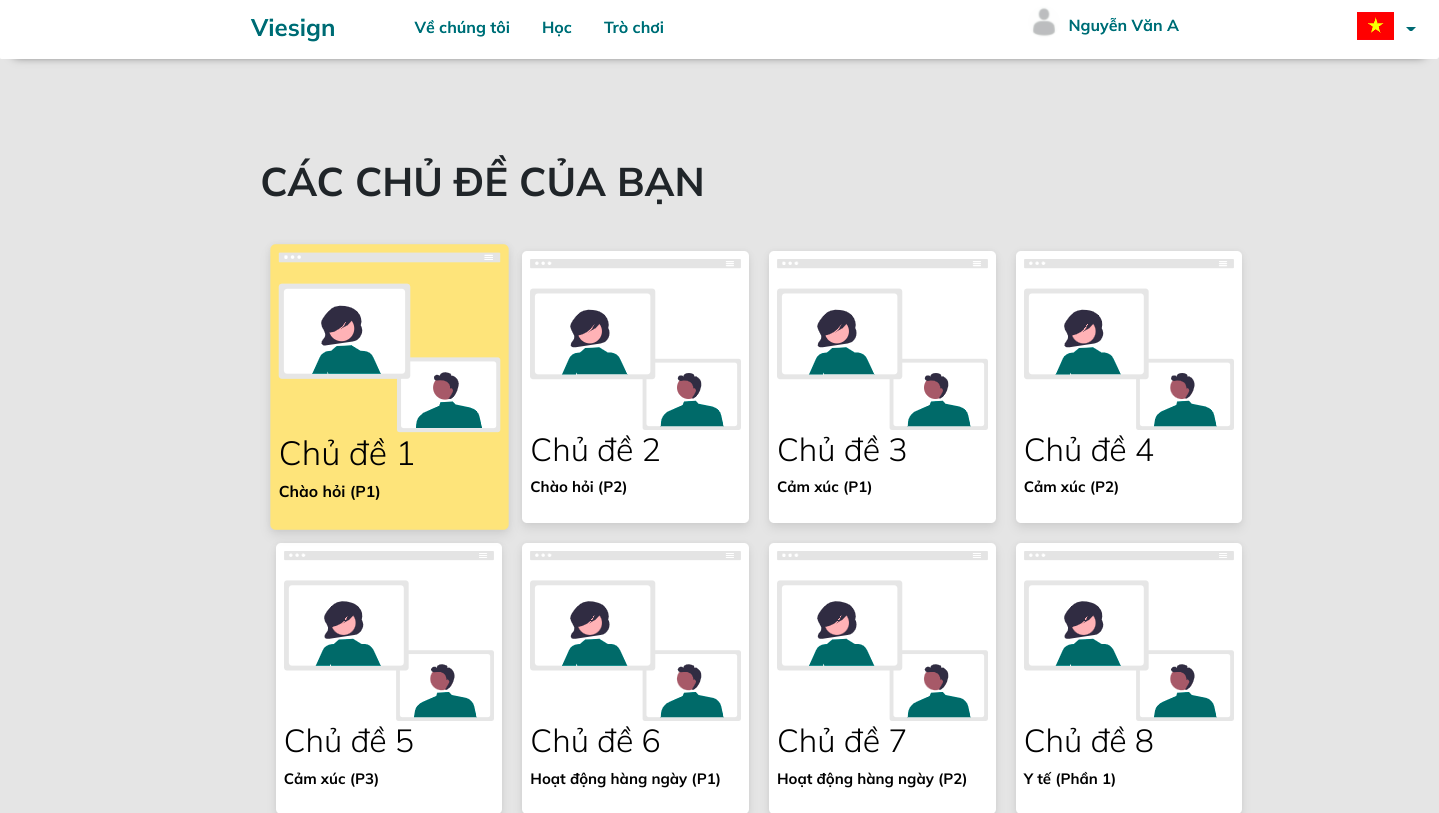 Viesign
Về chúng tôi
Học
Trò chơi
Nguyễn Văn A
CÁC CHỦ ĐỀ CỦA BẠN
Chủ đề 1
Chào hỏi (P1)
Chủ đề 2
Chào hỏi (P2)
Chủ đề 3
Cảm xúc (P1)
Chủ đề 4
Cảm xúc (P2)
Chủ đề 5
Cảm xúc (P3)
Chủ đề 6
Hoạt động hàng ngày (P1)
Chủ đề 7
Hoạt động hàng ngày (P2)
Chủ đề 8
Y tế (Phần 1)